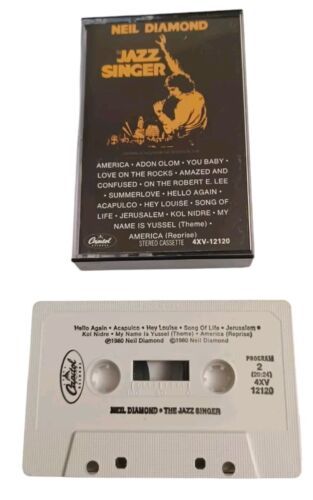 NEIL DIAMOND
THE
JAZZ
SINGER
AMERICA • ADON OLOM • YOU BABY •
LOVE ON THE ROCKS • AMAZED AND
CONFUSED • ON THE ROBERT E. LEE
• SUMMERLOVE • HELLO AGAIN •
ACAPULCO • HEY LOUISE • SONG OF
LIFE • JERUSALEM • KOL NIDRE • MY
NAME IS YUSSEL (Theme) •
AMERICA (Reprise)
Capitol
STEREO CASSETTE 4XV-12120
Hello Again • Acapulco • Hey Louise • Song Of Life • Jerusalem •
Kol Nidre • My Name Is Yussel (Theme) • America (Reprise)
℗1980 Neil Diamond ©1980 Neil Diamond
Capitol
PROGRAM
2
(20:24)
4XV
12120
NEIL DIAMOND • THE JAZZ SINGER